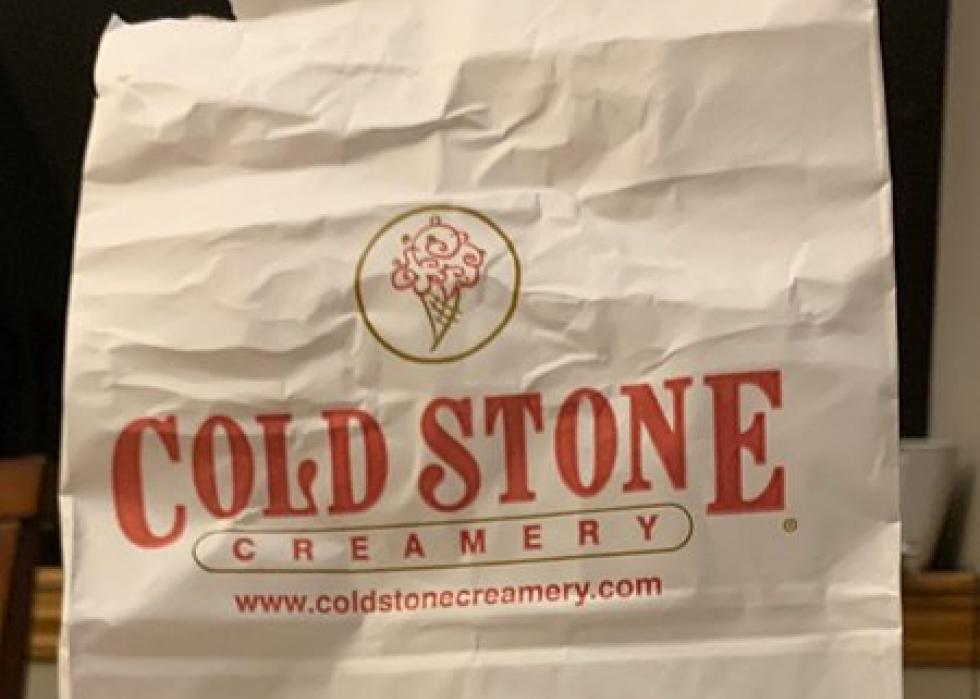 COLD STONE
CREAMERY ®
www.coldstonecreamery.com